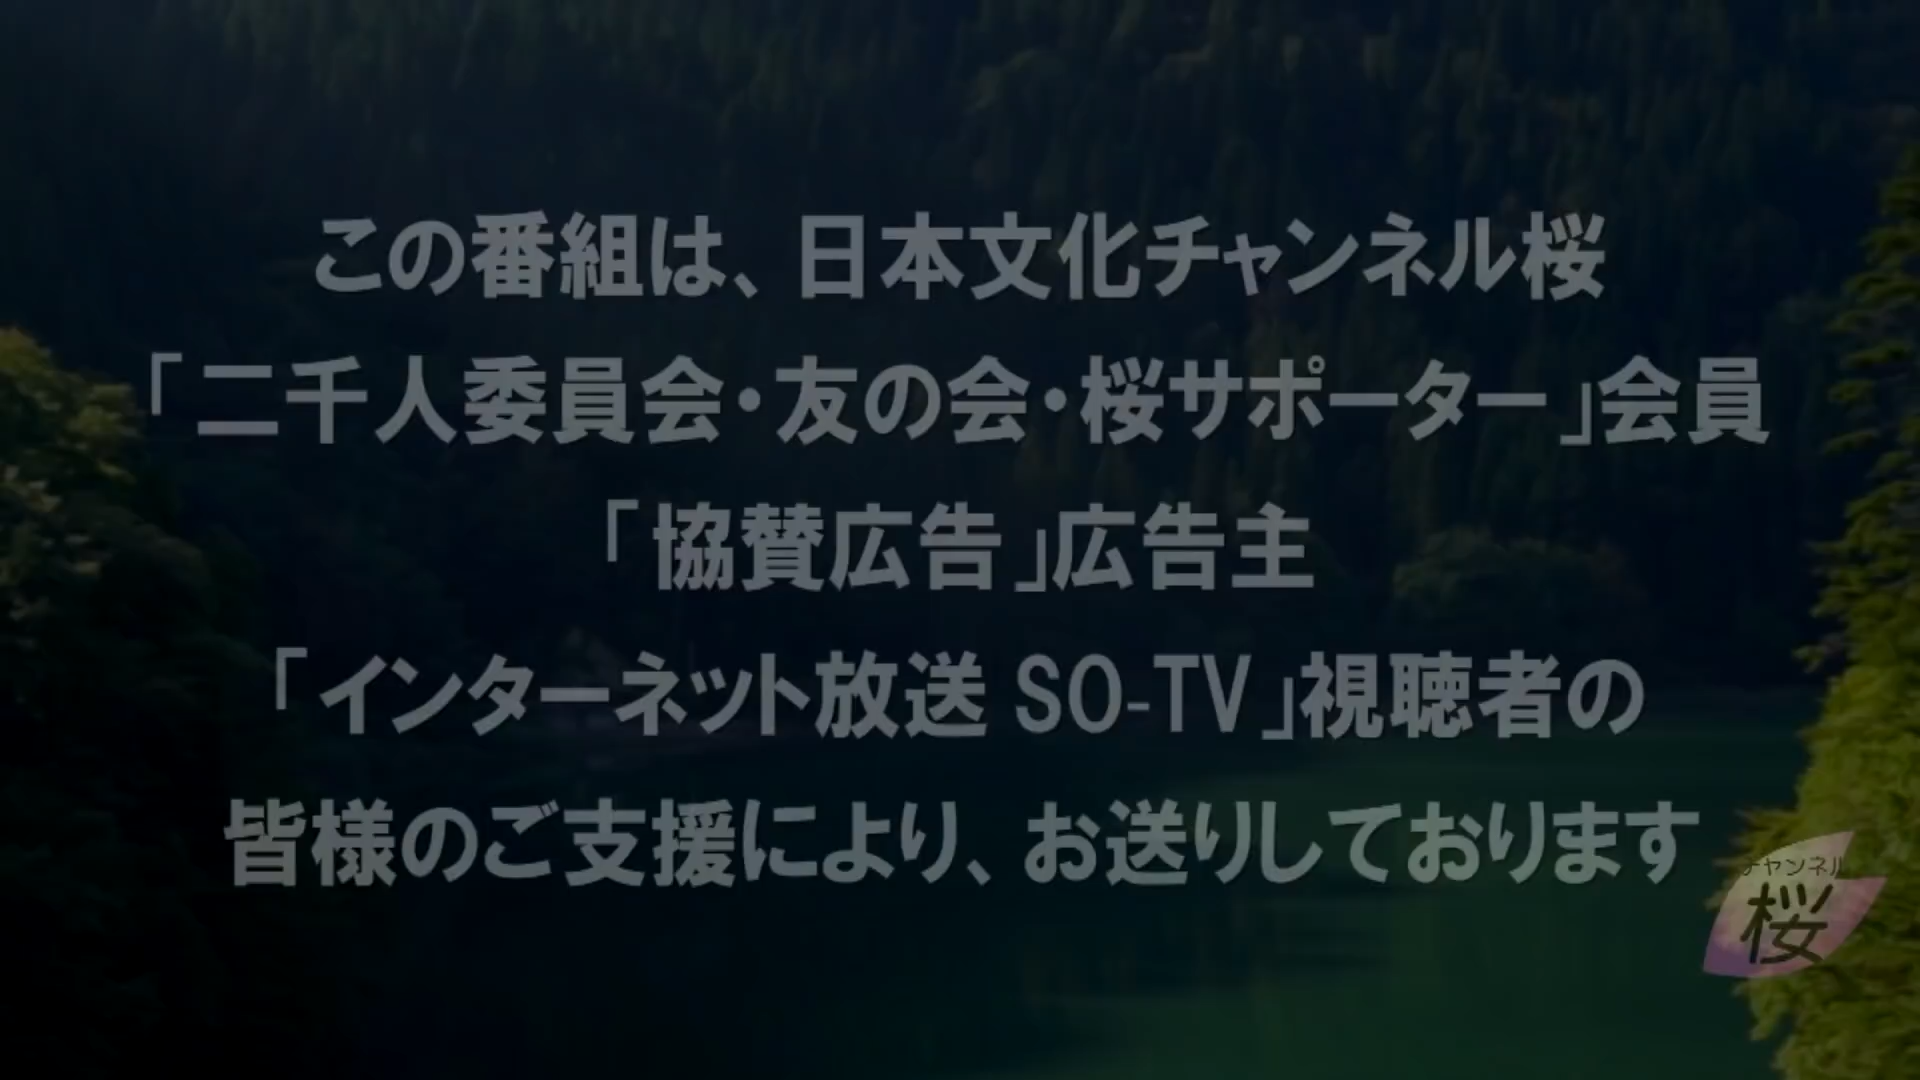 この番組は、日本文化チャンネル桜
「二千人委員会・友の会・桜サポーター」会員
「協賛広告」広告主
「インターネット放送 SO-TV」視聴者の
皆様のご支援により、お送りしております
チャンネル
桜